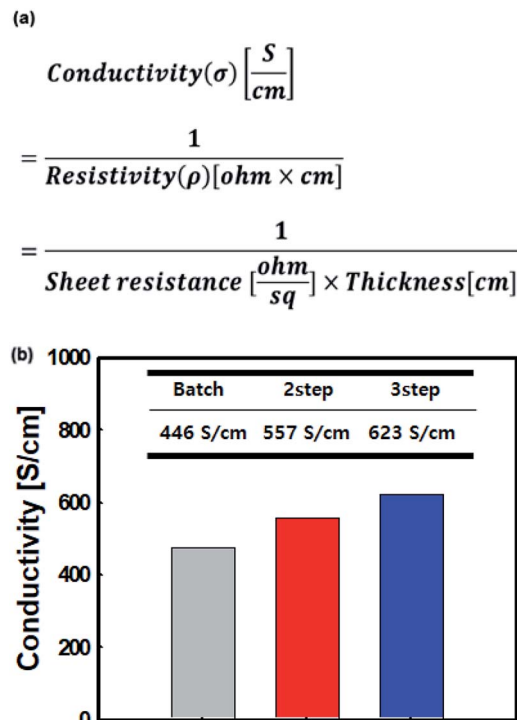 (a)
Conductivity(σ) [S/cm]
= 1/Resistivity(ρ)[ohm × cm]
= 1/Sheet resistance [ohm/sq] × Thickness[cm]
(b)
1000
800
600
400
200
0
Conductivity [S/cm]
Batch 2step 3step
446 S/cm 557 S/cm 623 S/cm